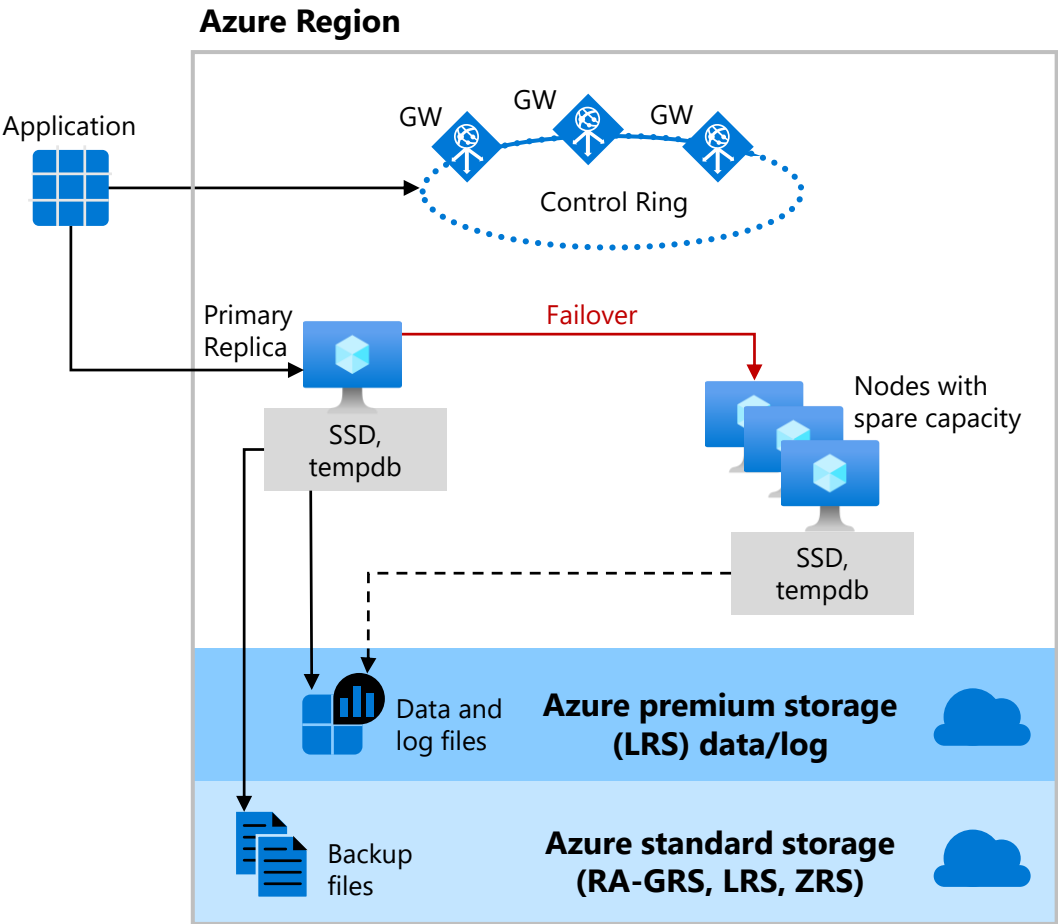 Azure Region
Application
GW
GW
GW
Control Ring
Primary
Replica
Failover
Nodes with
spare capacity
SSD,
tempdb
SSD,
tempdb
Data and
log files
Azure premium storage
(LRS) data/log
Backup
files
Azure standard storage
(RA-GRS, LRS, ZRS)